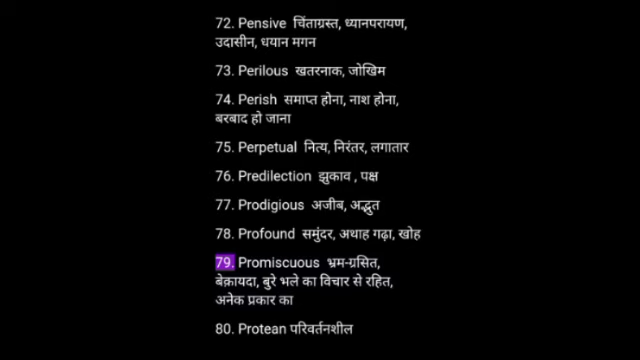 72. Pensive चिंताग्रस्त, ध्यानपरायण,
उदासीन, धयान मगन
73. Perilous खतरनाक, जोखिम
74. Perish समाप्त होना, नाश होना,
बरबाद हो जाना
75. Perpetual नित्य, निरंतर, लगातार
76. Predilection झुकाव , पक्ष
77. Prodigious अजीब, अद्भुत
78. Profound समुंदर, अथाह गढ़ा, खोह
79. Promiscuous भ्रम-ग्रसित,
बेक़ायदा, बुरे भले का विचार से रहित,
अनेक प्रकार का
80. Protean परिवर्तनशील